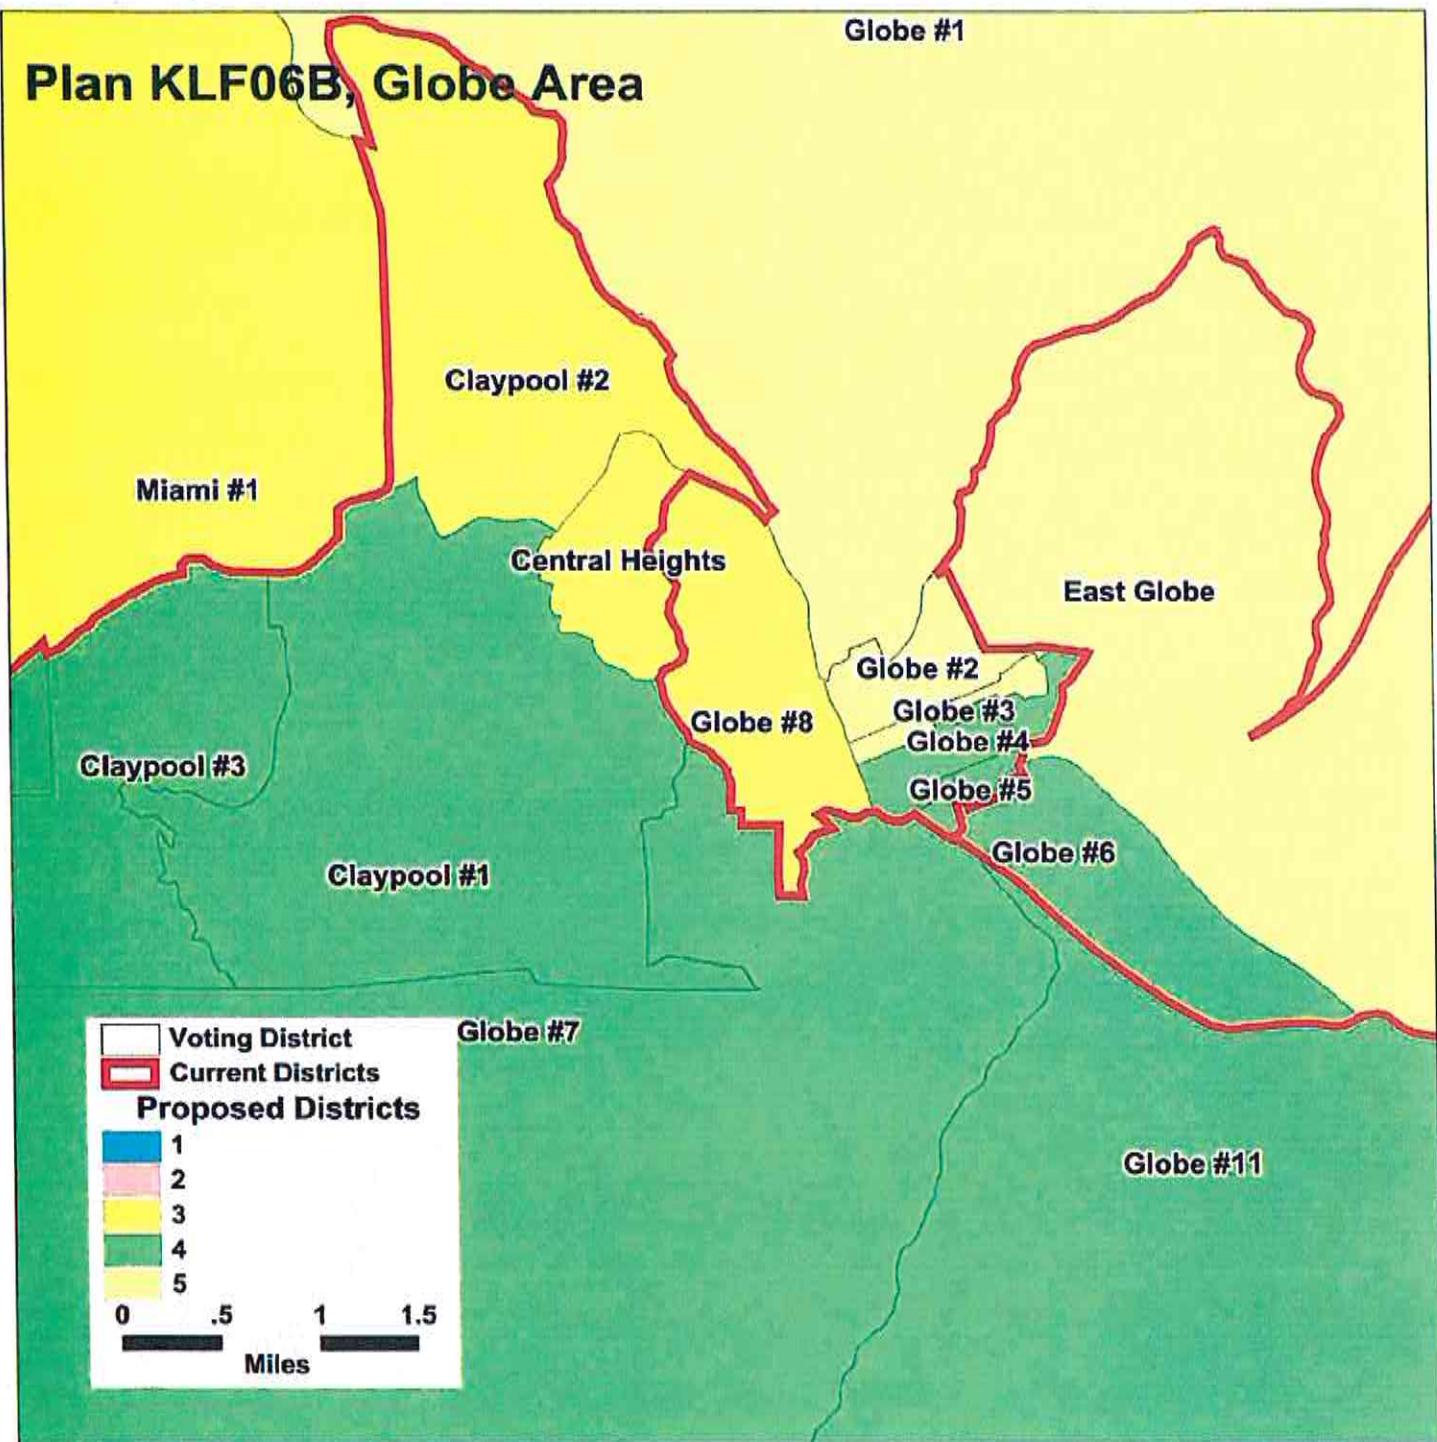 Globe #1
Plan KLF06B, Globe Area
Claypool #2
Miami #1
Central Heights
East Globe
Globe #2
Globe #3
Globe #8
Globe #4
Claypool #3
Globe #5
Globe #6
Claypool #1
Globe #7
Voting District
Current Districts
Proposed Districts
1
2
3
4
5
0 .5 1 1.5
Miles
Globe #11